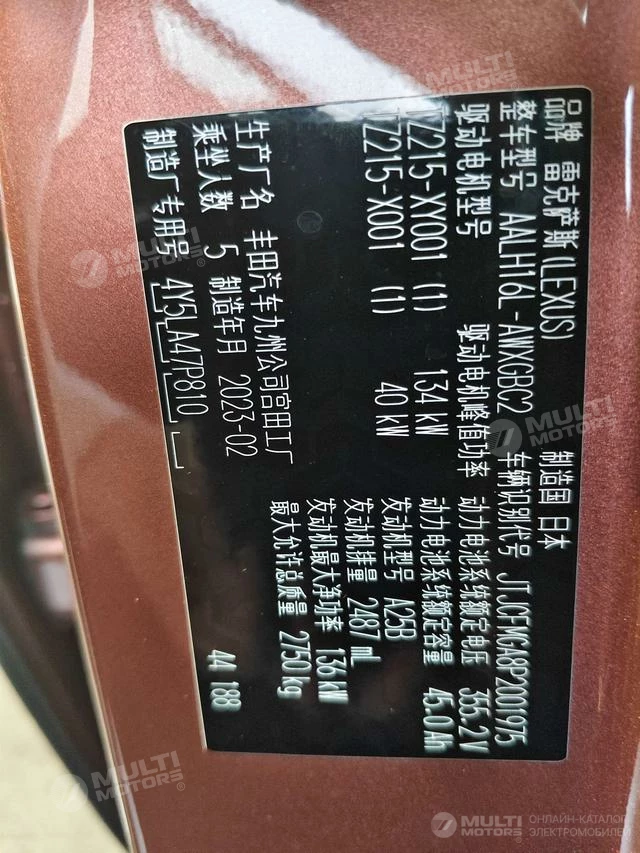 品牌 雷克萨斯(LEXUS) 制造国 日本
整车型号 AALH16L-AWXGBC2 车辆识别代号 JTJCFMGA8P2001975
驱动电机型号 驱动电机峰值功率 动力电池系统额定电压 355.2V
TZ215-XY001 (1) 134 kW 动力电池系统额定容量 45.0Ah
TZ215-X001 (1) 40 kW 发动机型号 A25B
发动机排量 2487 mL
发动机最大净功率 136 kW
生产厂名 丰田汽车九州公司宫田工厂 最大允许总质量 2750kg
乘坐人数 5 制造年月 2023-02
制造厂专用号 4Y5LA47P810 44 188
MULTI MOTORS
MULTI MOTORS
MULTI MOTORS
MULTI MOTORS
MULTI MOTORS ОНЛАЙН-КАТАЛОГ ЭЛЕКТРОМОБИЛЕЙ